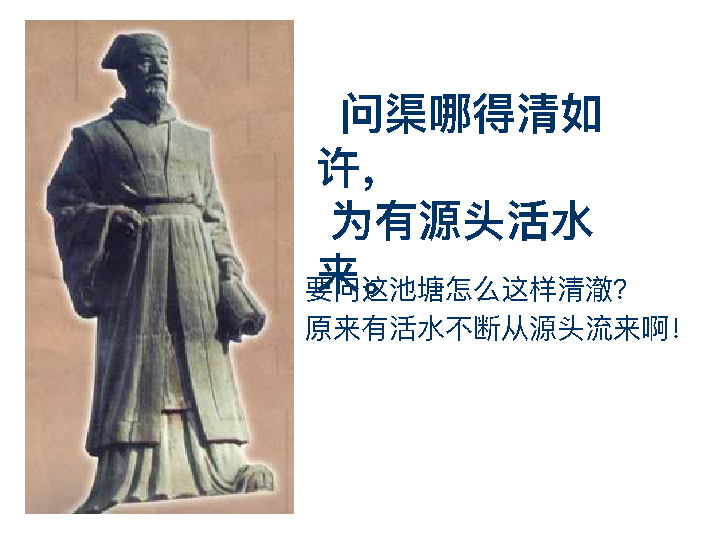 问渠哪得清如
许，
为有源头活水
来。
要问这池塘怎么这样清澈？
原来有活水不断从源头流来啊！